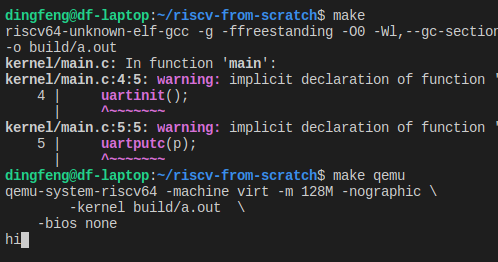 dingfeng@df-laptop:~/riscv-from-scratch$ make
riscv64-unknown-elf-gcc -g -ffreestanding -O0 -Wl,--gc-section
-o build/a.out
kernel/main.c: In function 'main':
kernel/main.c:4:5: warning: implicit declaration of function '
4 | uartinit();
| ^~~~~~~~
kernel/main.c:5:5: warning: implicit declaration of function '
5 | uartputc(p);
| ^~~~~~~~
dingfeng@df-laptop:~/riscv-from-scratch$ make qemu
qemu-system-riscv64 -machine virt -m 128M -nographic \
-kernel build/a.out \
-bios none
hi